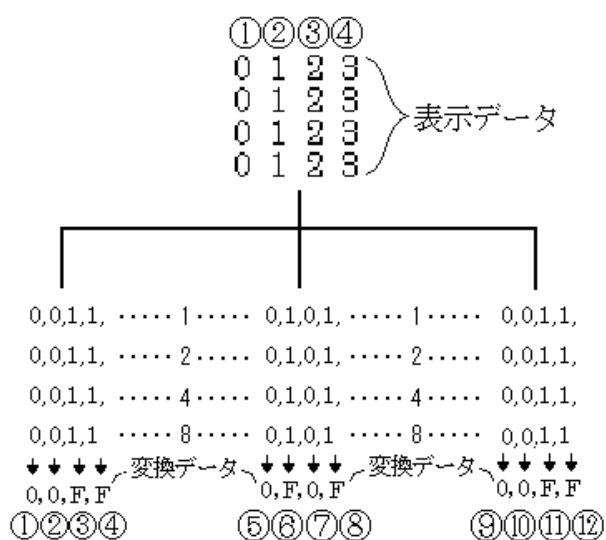 ①②③④
0 1 2 3
0 1 2 3
0 1 2 3 表示データ
0 1 2 3
0,0,1,1, ‥‥‥1‥‥‥ 0,1,0,1, ‥‥‥1‥‥‥ 0,0,1,1,
0,0,1,1, ‥‥‥2‥‥‥ 0,1,0,1, ‥‥‥2‥‥‥ 0,0,1,1,
0,0,1,1, ‥‥‥4‥‥‥ 0,1,0,1, ‥‥‥4‥‥‥ 0,0,1,1,
0,0,1,1 ‥‥‥8‥‥‥ 0,1,0,1 ‥‥‥8‥‥‥ 0,0,1,1
変換データ 変換データ
0,0,F,F 0,F,0,F 0,0,F,F
①②③④ ⑤⑥⑦⑧ ⑨⑩⑪⑫